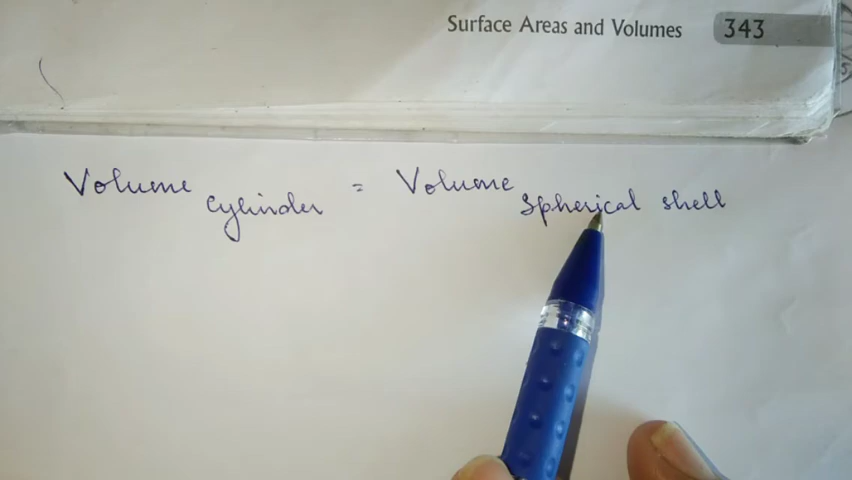 Surface Areas and Volumes 343
Volume cylinder = Volume spherical shell